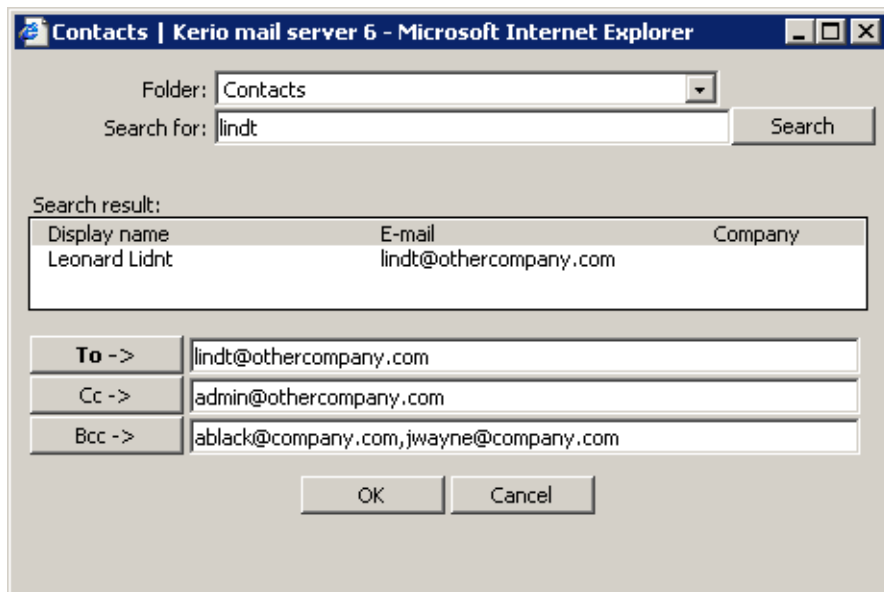 Contacts | Kerio mail server 6 - Microsoft Internet Explorer
Folder: Contacts
Search for: lindt Search
Search result:
Display name E-mail Company
Leonard Lidnt lindt@othercompany.com
To -> lindt@othercompany.com
Cc -> admin@othercompany.com
Bcc -> ablack@company.com,jwayne@company.com
OK Cancel